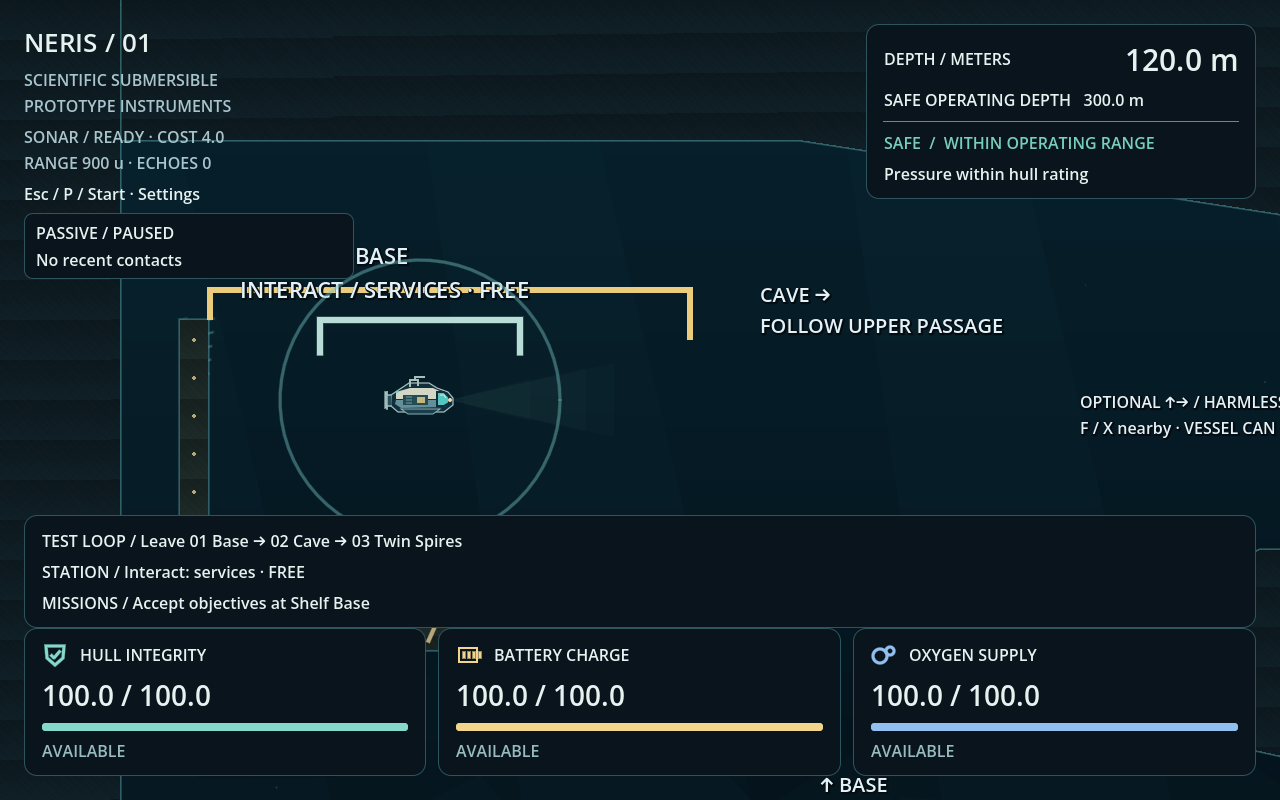 NERIS / 01
SCIENTIFIC SUBMERSIBLE
PROTOTYPE INSTRUMENTS
SONAR / READY · COST 4.0
RANGE 900 u · ECHOES 0
Esc / P / Start · Settings
PASSIVE / PAUSED
No recent contacts
DEPTH / METERS 120.0 m
SAFE OPERATING DEPTH 300.0 m
SAFE / WITHIN OPERATING RANGE
Pressure within hull rating
BASE
INTERACT / SERVICES · FREE
CAVE →
FOLLOW UPPER PASSAGE
OPTIONAL ↑→ / HARMLESS
F / X nearby · VESSEL CAN
TEST LOOP / Leave 01 Base → 02 Cave → 03 Twin Spires
STATION / Interact: services · FREE
MISSIONS / Accept objectives at Shelf Base
HULL INTEGRITY
100.0 / 100.0
AVAILABLE
BATTERY CHARGE
100.0 / 100.0
AVAILABLE
OXYGEN SUPPLY
100.0 / 100.0
AVAILABLE
↑ BASE